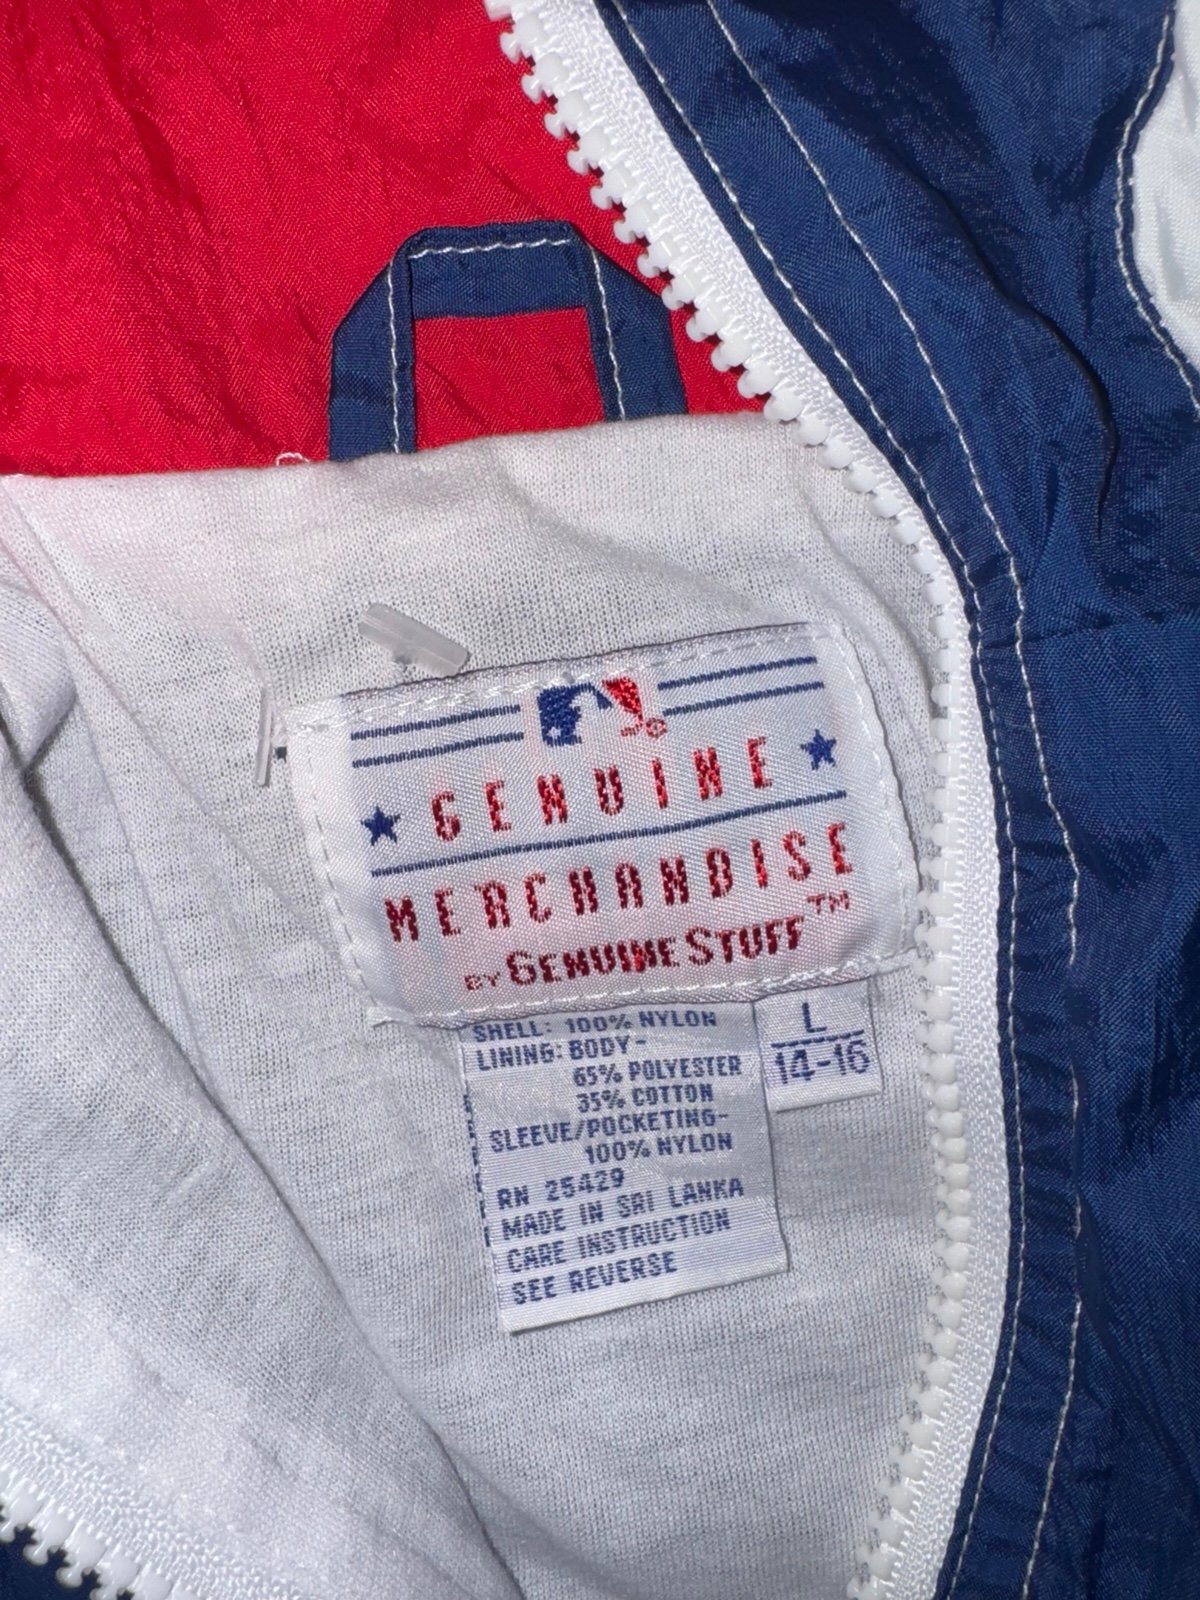 GENUINE
MERCHANDISE
BY GENUINE STUFF™
SHELL: 100% NYLON
LINING: BODY-
65% POLYESTER
35% COTTON
SLEEVE/POCKETING-
100% NYLON
RN 25429
MADE IN SRI LANKA
CARE INSTRUCTION
SEE REVERSE
L
14-16